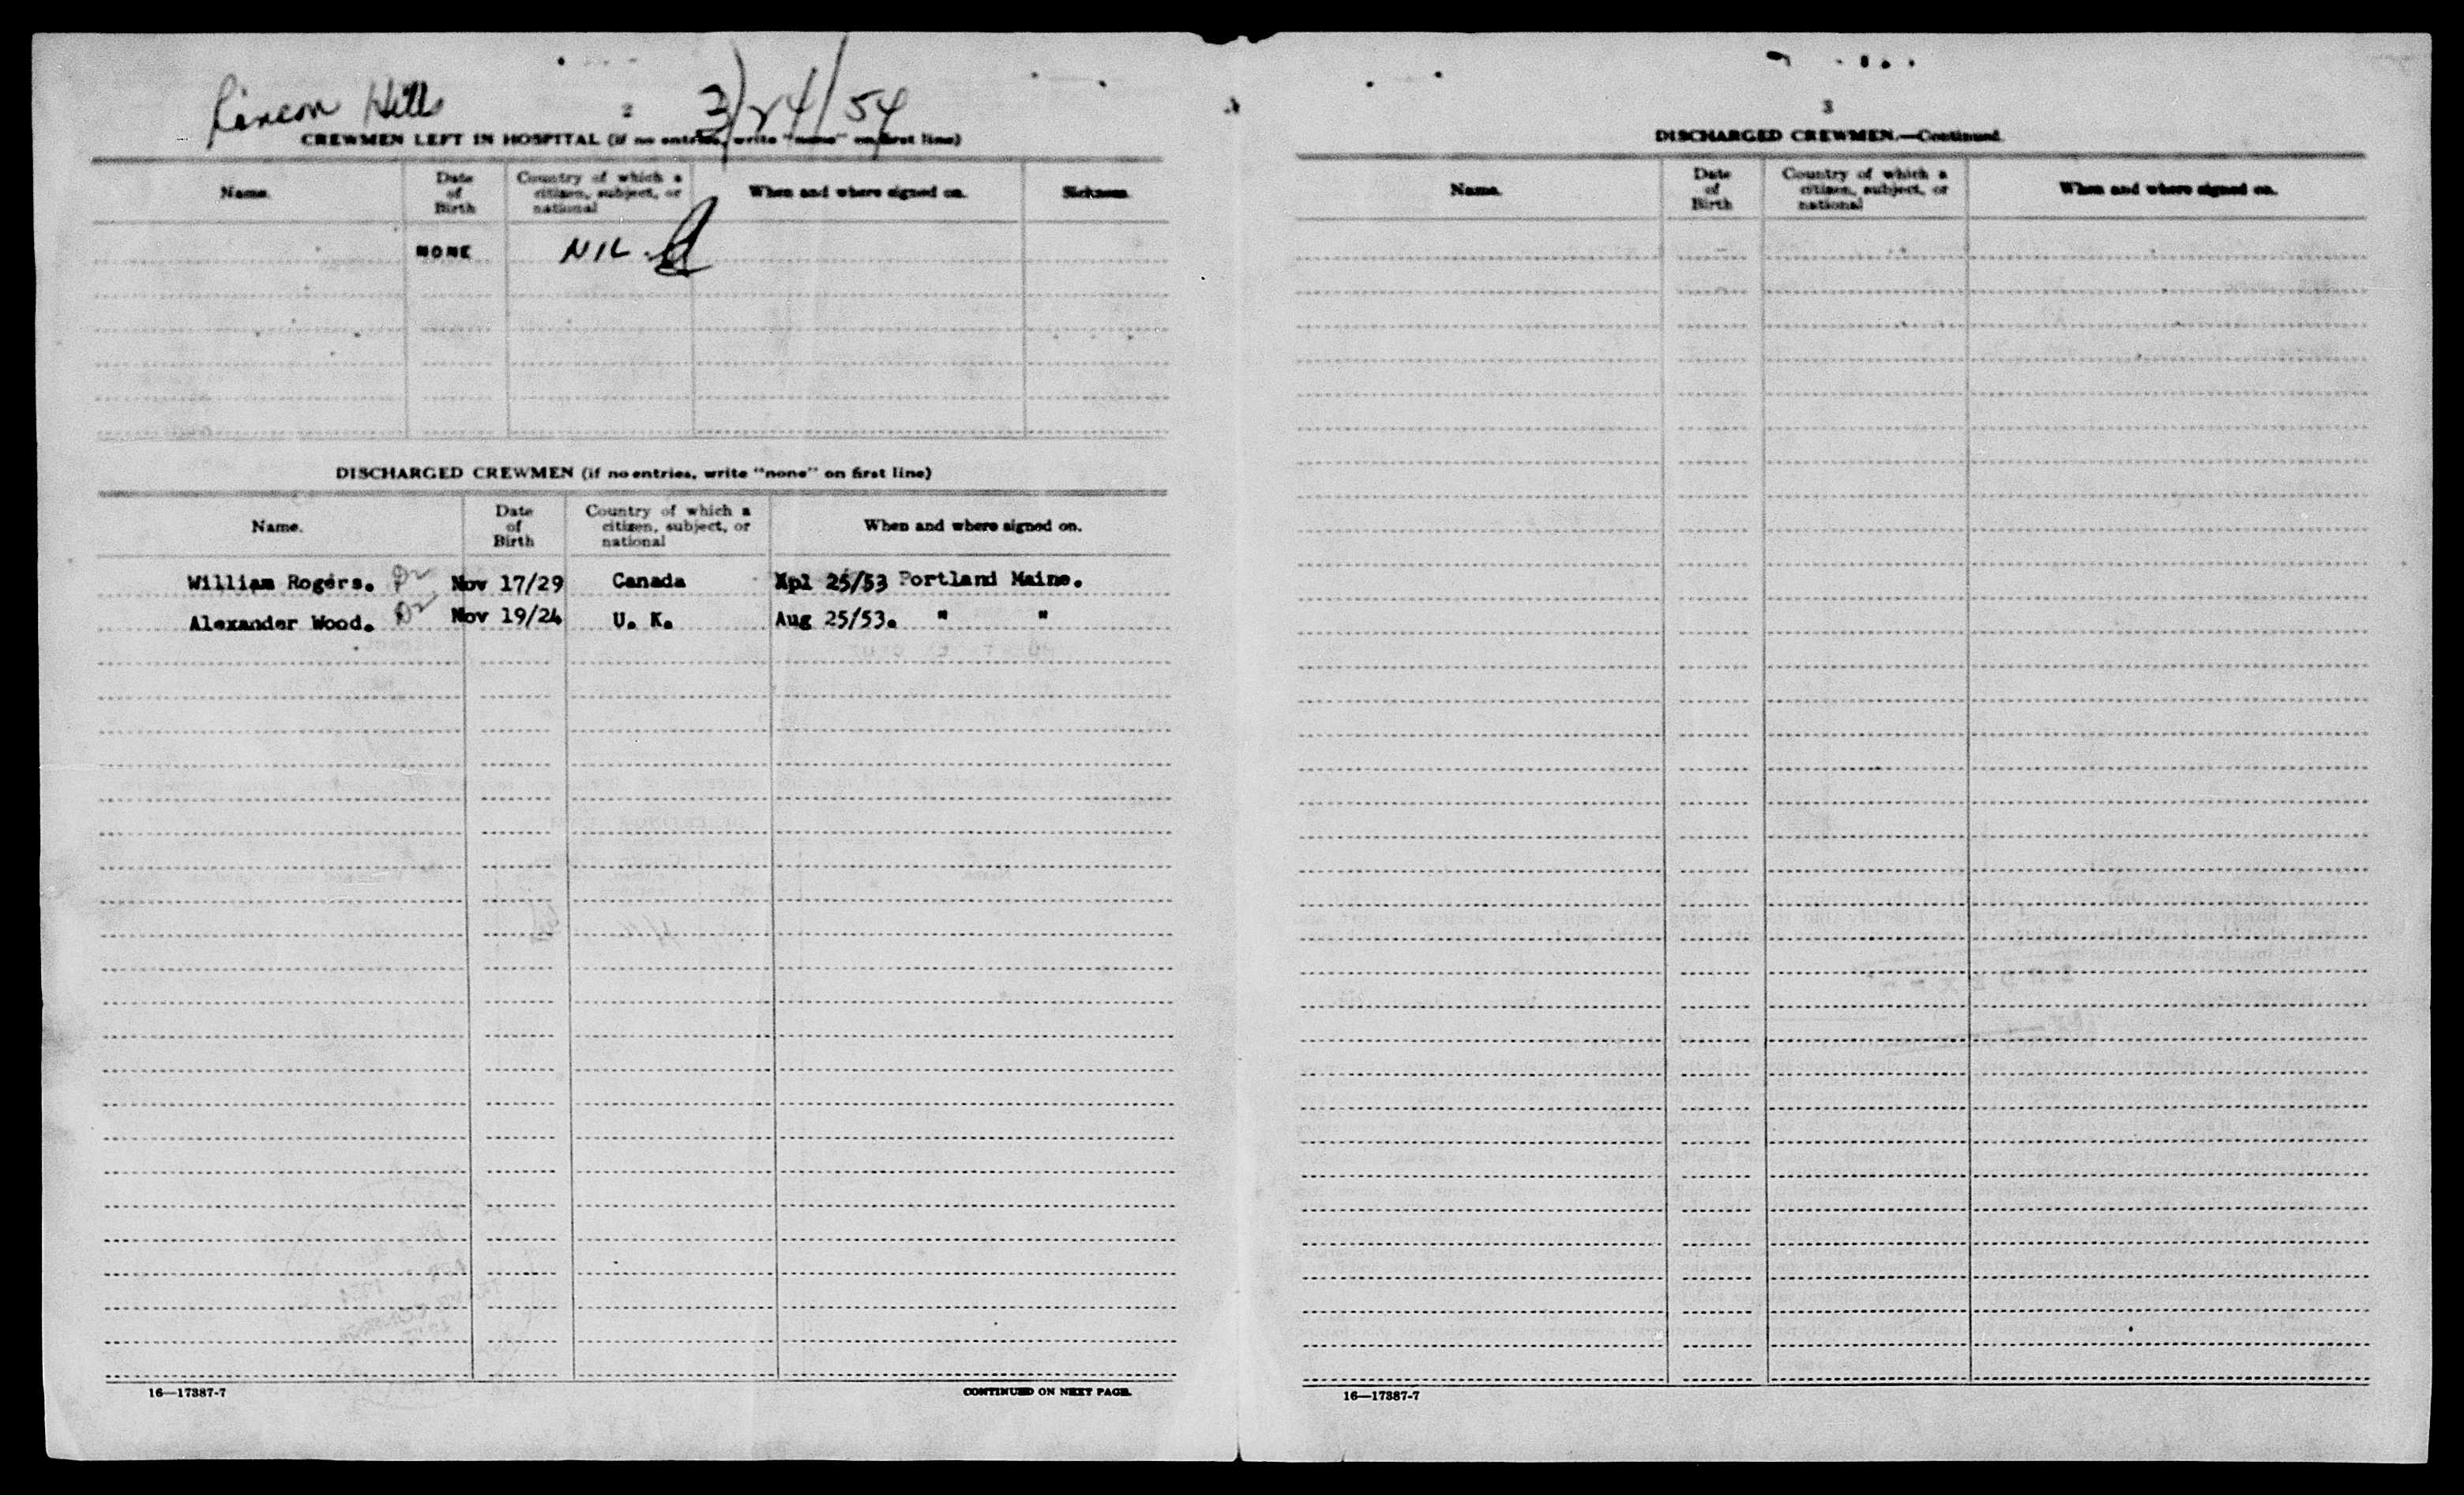 Rincon Hills 2 3/24/54
CREWMEN LEFT IN HOSPITAL (if no entries, write "none" on first line)
Name. Date of Birth Country of which a citizen, subject, or national When and where signed on. Sickness.
NONE NIL
DISCHARGED CREWMEN (if no entries, write "none" on first line)
Name. Date of Birth Country of which a citizen, subject, or national When and where signed on.
William Rogers. Nov 17/29 Canada 25/53 Portland Maine.
Alexander Wood. Nov 19/24 U. K. Aug 25/53. " "
16—17387-7 CONTINUED ON NEXT PAGE.
3
DISCHARGED CREWMEN.—Continued.
Name. Date of Birth Country of which a citizen, subject, or national When and where signed on.
16—17387-7